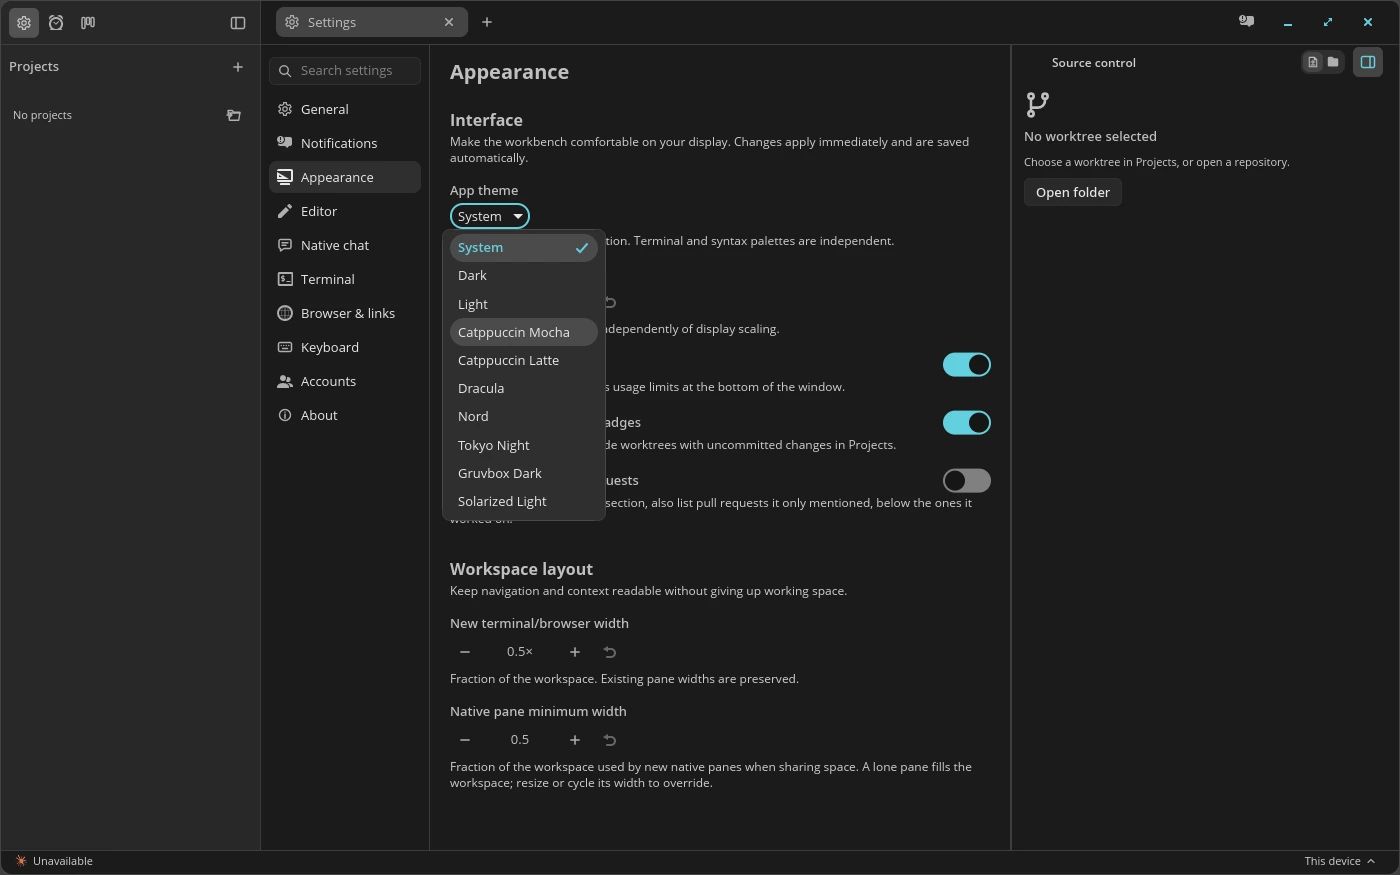 Settings
Projects
No projects
Search settings
General
Notifications
Appearance
Editor
Native chat
Terminal
Browser & links
Keyboard
Accounts
About
Appearance
Interface
Make the workbench comfortable on your display. Changes apply immediately and are saved
automatically.
App theme
System
System
tion. Terminal and syntax palettes are independent.
Dark
Light
dependently of display scaling.
Catppuccin Mocha
Catppuccin Latte
s usage limits at the bottom of the window.
Dracula
Nord
adges
de worktrees with uncommitted changes in Projects.
Tokyo Night
Gruvbox Dark
uests
Solarized Light
section, also list pull requests it only mentioned, below the ones it
Workspace layout
Keep navigation and context readable without giving up working space.
New terminal/browser width
− 0.5× +
Fraction of the workspace. Existing pane widths are preserved.
Native pane minimum width
− 0.5 +
Fraction of the workspace used by new native panes when sharing space. A lone pane fills the
workspace; resize or cycle its width to override.
Source control
No worktree selected
Choose a worktree in Projects, or open a repository.
Open folder
Unavailable
This device